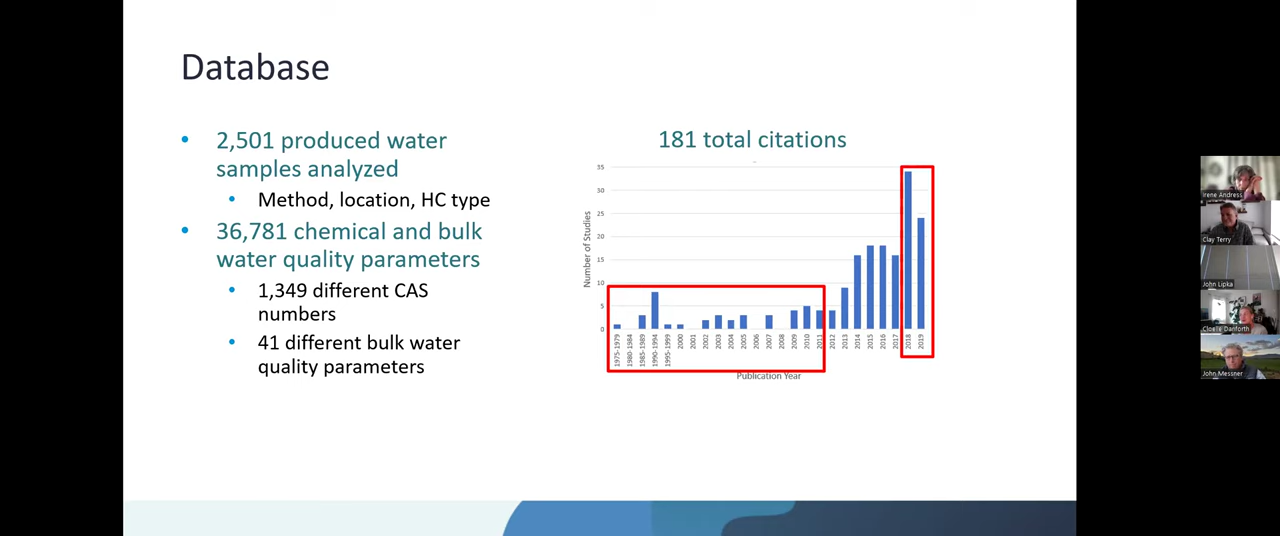 Database
• 2,501 produced water
samples analyzed
• Method, location, HC type
• 36,781 chemical and bulk
water quality parameters
• 1,349 different CAS
numbers
• 41 different bulk water
quality parameters
181 total citations
Number of Studies
35
30
25
20
15
10
5
0
1975-1979
1980-1984
1985-1989
1990-1994
1995-1999
2000
2001
2002
2003
2004
2005
2006
2007
2008
2009
2010
2011
2012
2013
2014
2015
2016
2017
2018
2019
Publication Year
Irene Andress
Clay Terry
John Lipka
Cloelle Danforth
John Messner